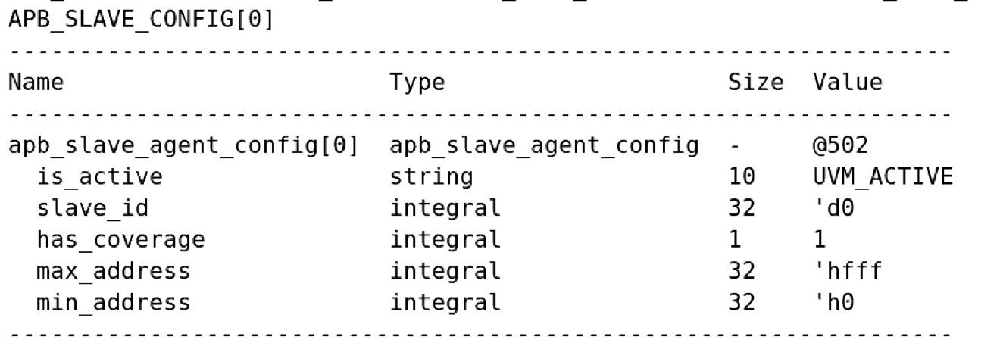 APB_SLAVE_CONFIG[0]
--------------------------------------------------------------------
Name                       Type                    Size  Value
--------------------------------------------------------------------
apb_slave_agent_config[0]  apb_slave_agent_config  -     @502
  is_active                string                  10    UVM_ACTIVE
  slave_id                 integral                32    'd0
  has_coverage             integral                1     1
  max_address              integral                32    'hfff
  min_address              integral                32    'h0
--------------------------------------------------------------------